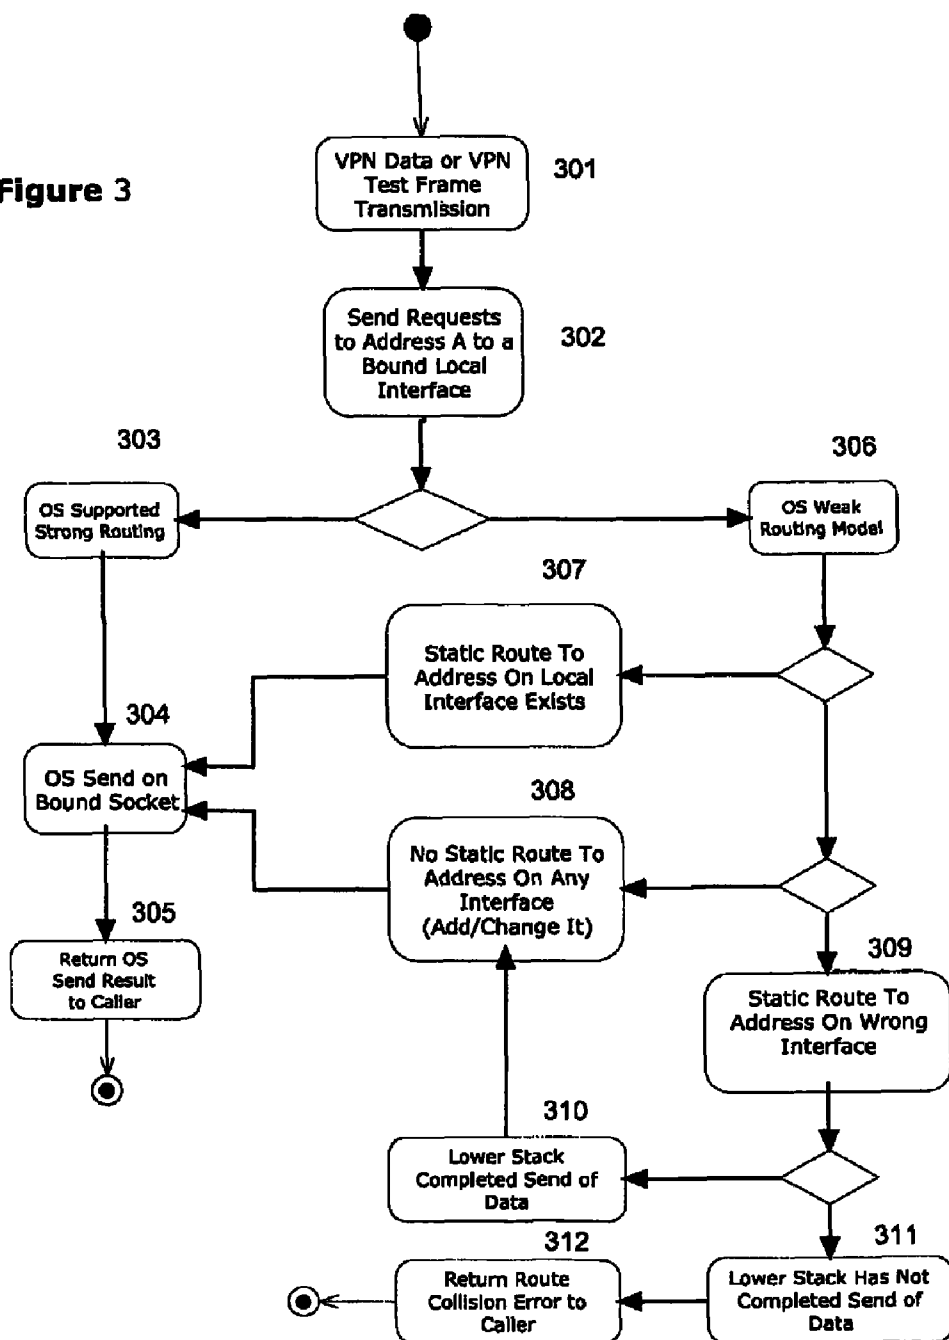 Figure 3
VPN Data or VPN
Test Frame
Transmission
301
Send Requests
to Address A to a
Bound Local
Interface
302
303
OS Supported
Strong Routing
306
OS Weak
Routing Model
307
Static Route To
Address On Local
Interface Exists
304
OS Send on
Bound Socket
308
No Static Route To
Address On Any
Interface
(Add/Change It)
305
Return OS
Send Result
to Caller
309
Static Route To
Address On Wrong
Interface
310
Lower Stack
Completed Send of
Data
311
Lower Stack Has Not
Completed Send of
Data
312
Return Route
Collision Error to
Caller